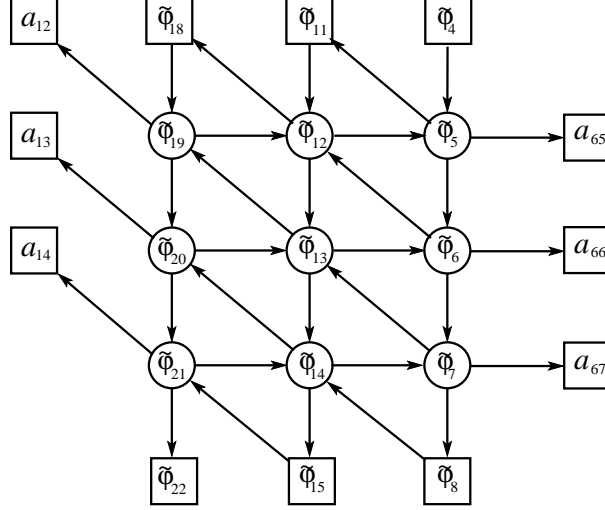 a₁₂ φ̃₁₈ φ̃₁₁ φ̃₄
φ̃₁₉ φ̃₁₂ φ̃₅ a₆₅
a₁₃
φ̃₂₀ φ̃₁₃ φ̃₆ a₆₆
a₁₄
φ̃₂₁ φ̃₁₄ φ̃₇ a₆₇
φ̃₂₂ φ̃₁₅ φ̃₈